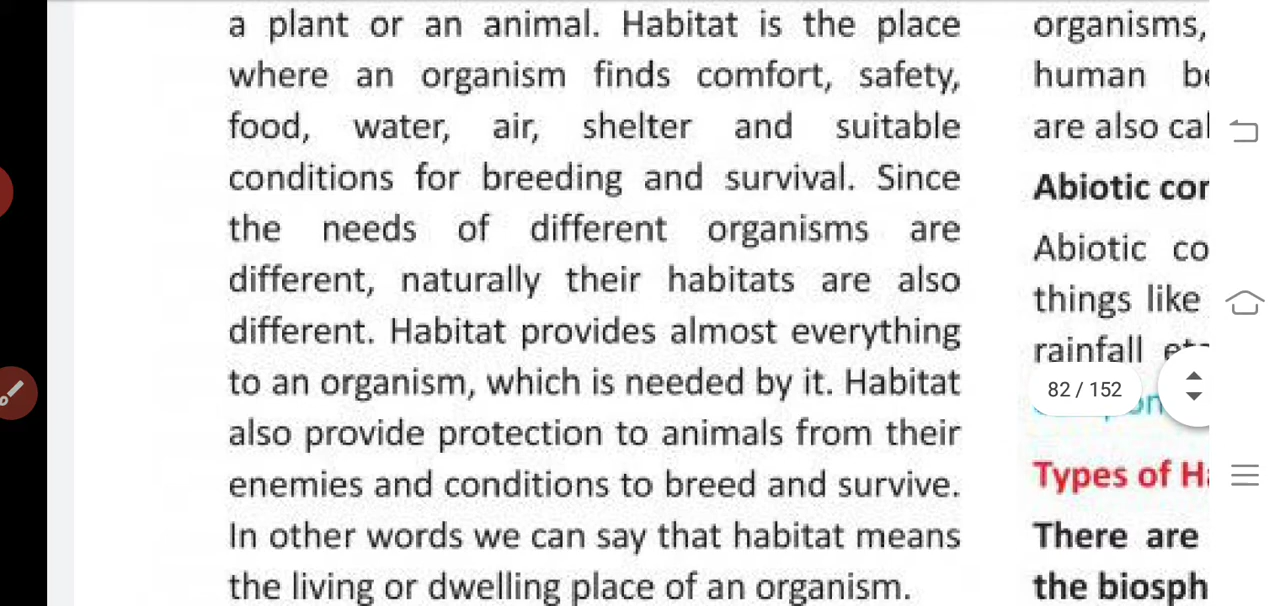 a plant or an animal. Habitat is the place
where an organism finds comfort, safety,
food, water, air, shelter and suitable
conditions for breeding and survival. Since
the needs of different organisms are
different, naturally their habitats are also
different. Habitat provides almost everything
to an organism, which is needed by it. Habitat
also provide protection to animals from their
enemies and conditions to breed and survive.
In other words we can say that habitat means
the living or dwelling place of an organism.
organisms,
human
are also
Abiotic
Abiotic
things like
rainfall
82 / 152
Types of
There are
the